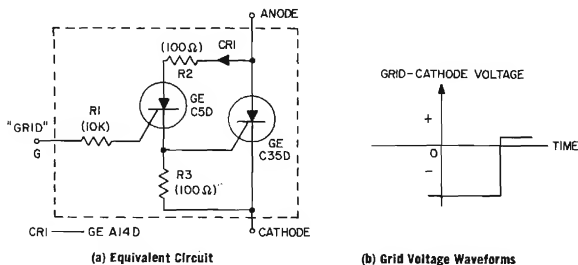 ANODE
(100Ω)
CR1
R2
GE
C5D
R1
(10K)
"GRID"
G
GE
C35D
R3
(100Ω)"
CR1 GE A14D
CATHODE
(a) Equivalent Circuit
GRID-CATHODE VOLTAGE
+
0
TIME
-
(b) Grid Voltage Waveforms